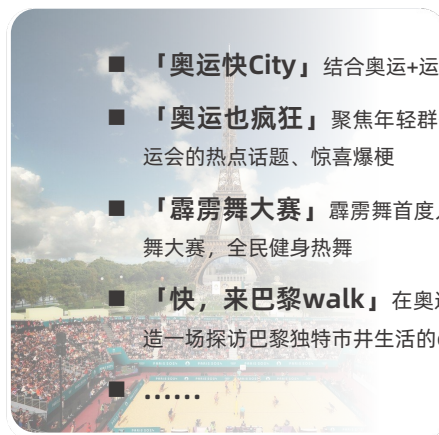 ■ 「奥运快City」结合奥运+运
■ 「奥运也疯狂」聚焦年轻群
运会的热点话题、惊喜爆梗
■ 「霹雳舞大赛」霹雳舞首度
舞大赛，全民健身热舞
■ 「快，来巴黎walk」在奥
造一场探访巴黎独特市井生活的
■ ……